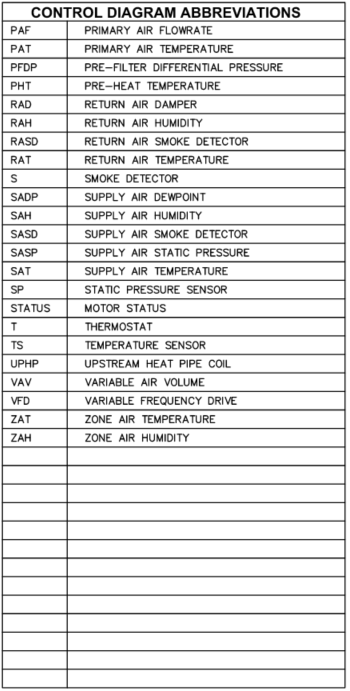 CONTROL DIAGRAM ABBREVIATIONS
PAF PRIMARY AIR FLOWRATE
PAT PRIMARY AIR TEMPERATURE
PFDP PRE-FILTER DIFFERENTIAL PRESSURE
PHT PRE-HEAT TEMPERATURE
RAD RETURN AIR DAMPER
RAH RETURN AIR HUMIDITY
RASD RETURN AIR SMOKE DETECTOR
RAT RETURN AIR TEMPERATURE
S SMOKE DETECTOR
SADP SUPPLY AIR DEWPOINT
SAH SUPPLY AIR HUMIDITY
SASD SUPPLY AIR SMOKE DETECTOR
SASP SUPPLY AIR STATIC PRESSURE
SAT SUPPLY AIR TEMPERATURE
SP STATIC PRESSURE SENSOR
STATUS MOTOR STATUS
T THERMOSTAT
TS TEMPERATURE SENSOR
UPHP UPSTREAM HEAT PIPE COIL
VAV VARIABLE AIR VOLUME
VFD VARIABLE FREQUENCY DRIVE
ZAT ZONE AIR TEMPERATURE
ZAH ZONE AIR HUMIDITY